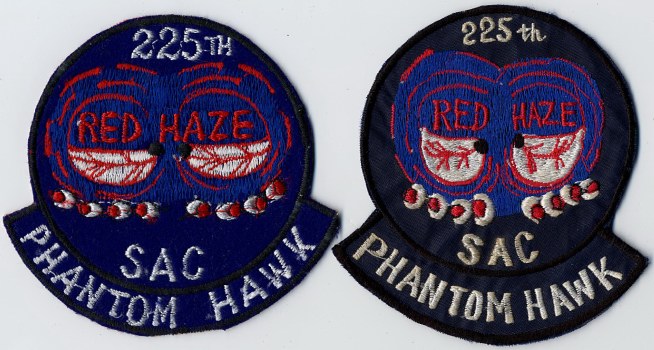 225TH
RED HAZE
SAC
PHANTOM HAWK
225th
RED HAZE
SAC
PHANTOM HAWK